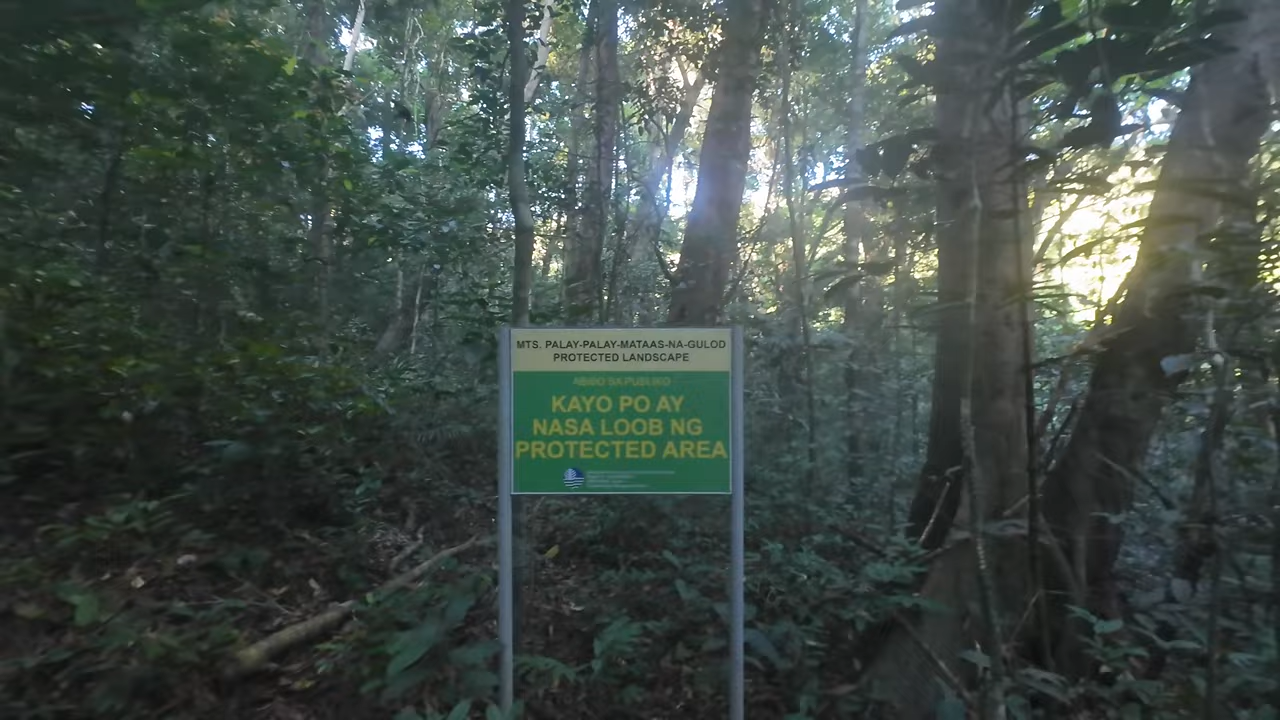 MTS. PALAY-PALAY-MATAAS-NA-GULOD
PROTECTED LANDSCAPE
ABISO SA PUBLIKO
KAYO PO AY
NASA LOOB NG
PROTECTED AREA